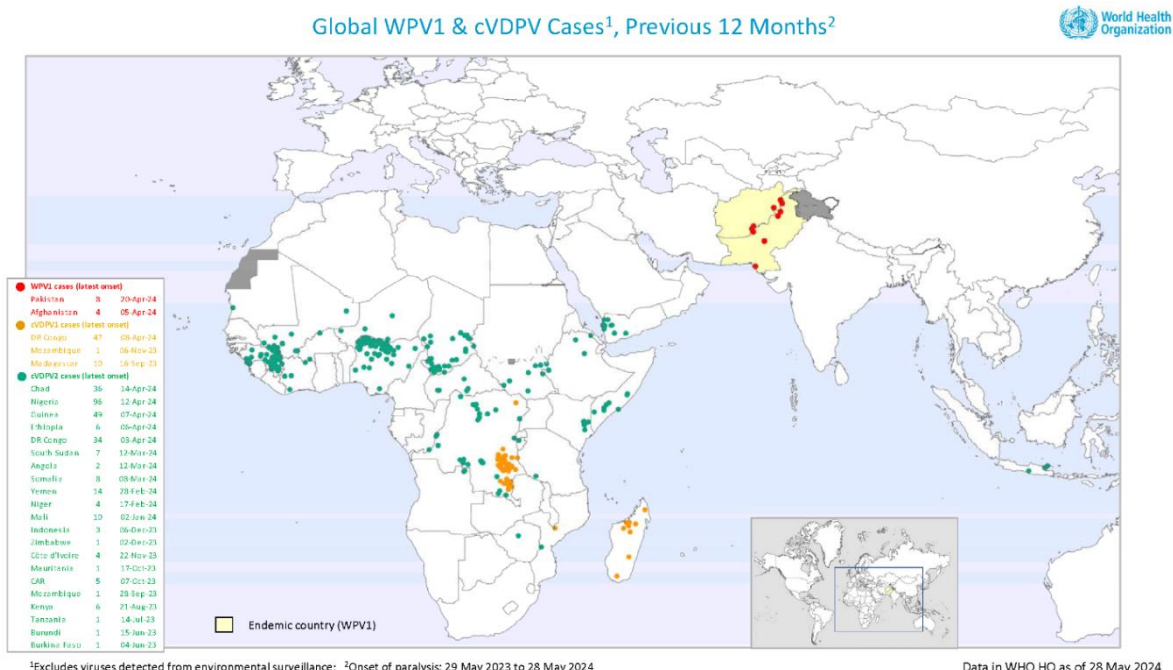 Global WPV1 & cVDPV Cases¹, Previous 12 Months²
World Health
Organization
WPV1 cases (latest onset)
Pakistan 8 20-Apr-24
Afghanistan 4 05-Apr-24
cVDPV1 cases (latest onset)
DR Congo 47
Mozambique 1 06-Nov-23
Madagascar 10 16-Sep-23
cVDPV2 cases (latest onset)
Chad 36 14-Apr-24
Nigeria 96 12-Apr-24
Guinea 49 07-Apr-24
Ethiopia 6 06-Apr-24
DR Congo 34 03-Apr-24
South Sudan 7 12-Mar-24
Angola 2 12-Mar-24
Somalia 8 08-Mar-24
Yemen 14 28-Feb-24
Niger 4 17-Feb-24
Mali 10 02-Jan-24
Indonesia 3 06-Dec-23
Zimbabwe 1 02-Dec-23
Côte d'Ivoire 4 22-Nov-23
Mauritania 1 17-Oct-23
CAR 5 07-Oct-23
Mozambique 1 28-Sep-23
Kenya 6 21-Aug-23
Tanzania 1 14-Jul-23
Burundi 1 15-Jun-23
Burkina Faso 1 04-Jun-23
Endemic country (WPV1)
¹Excludes viruses detected from environmental surveillance; ²Onset of paralysis: 29 May 2023 to 28 May 2024
Data in WHO HQ as of 28 May 2024